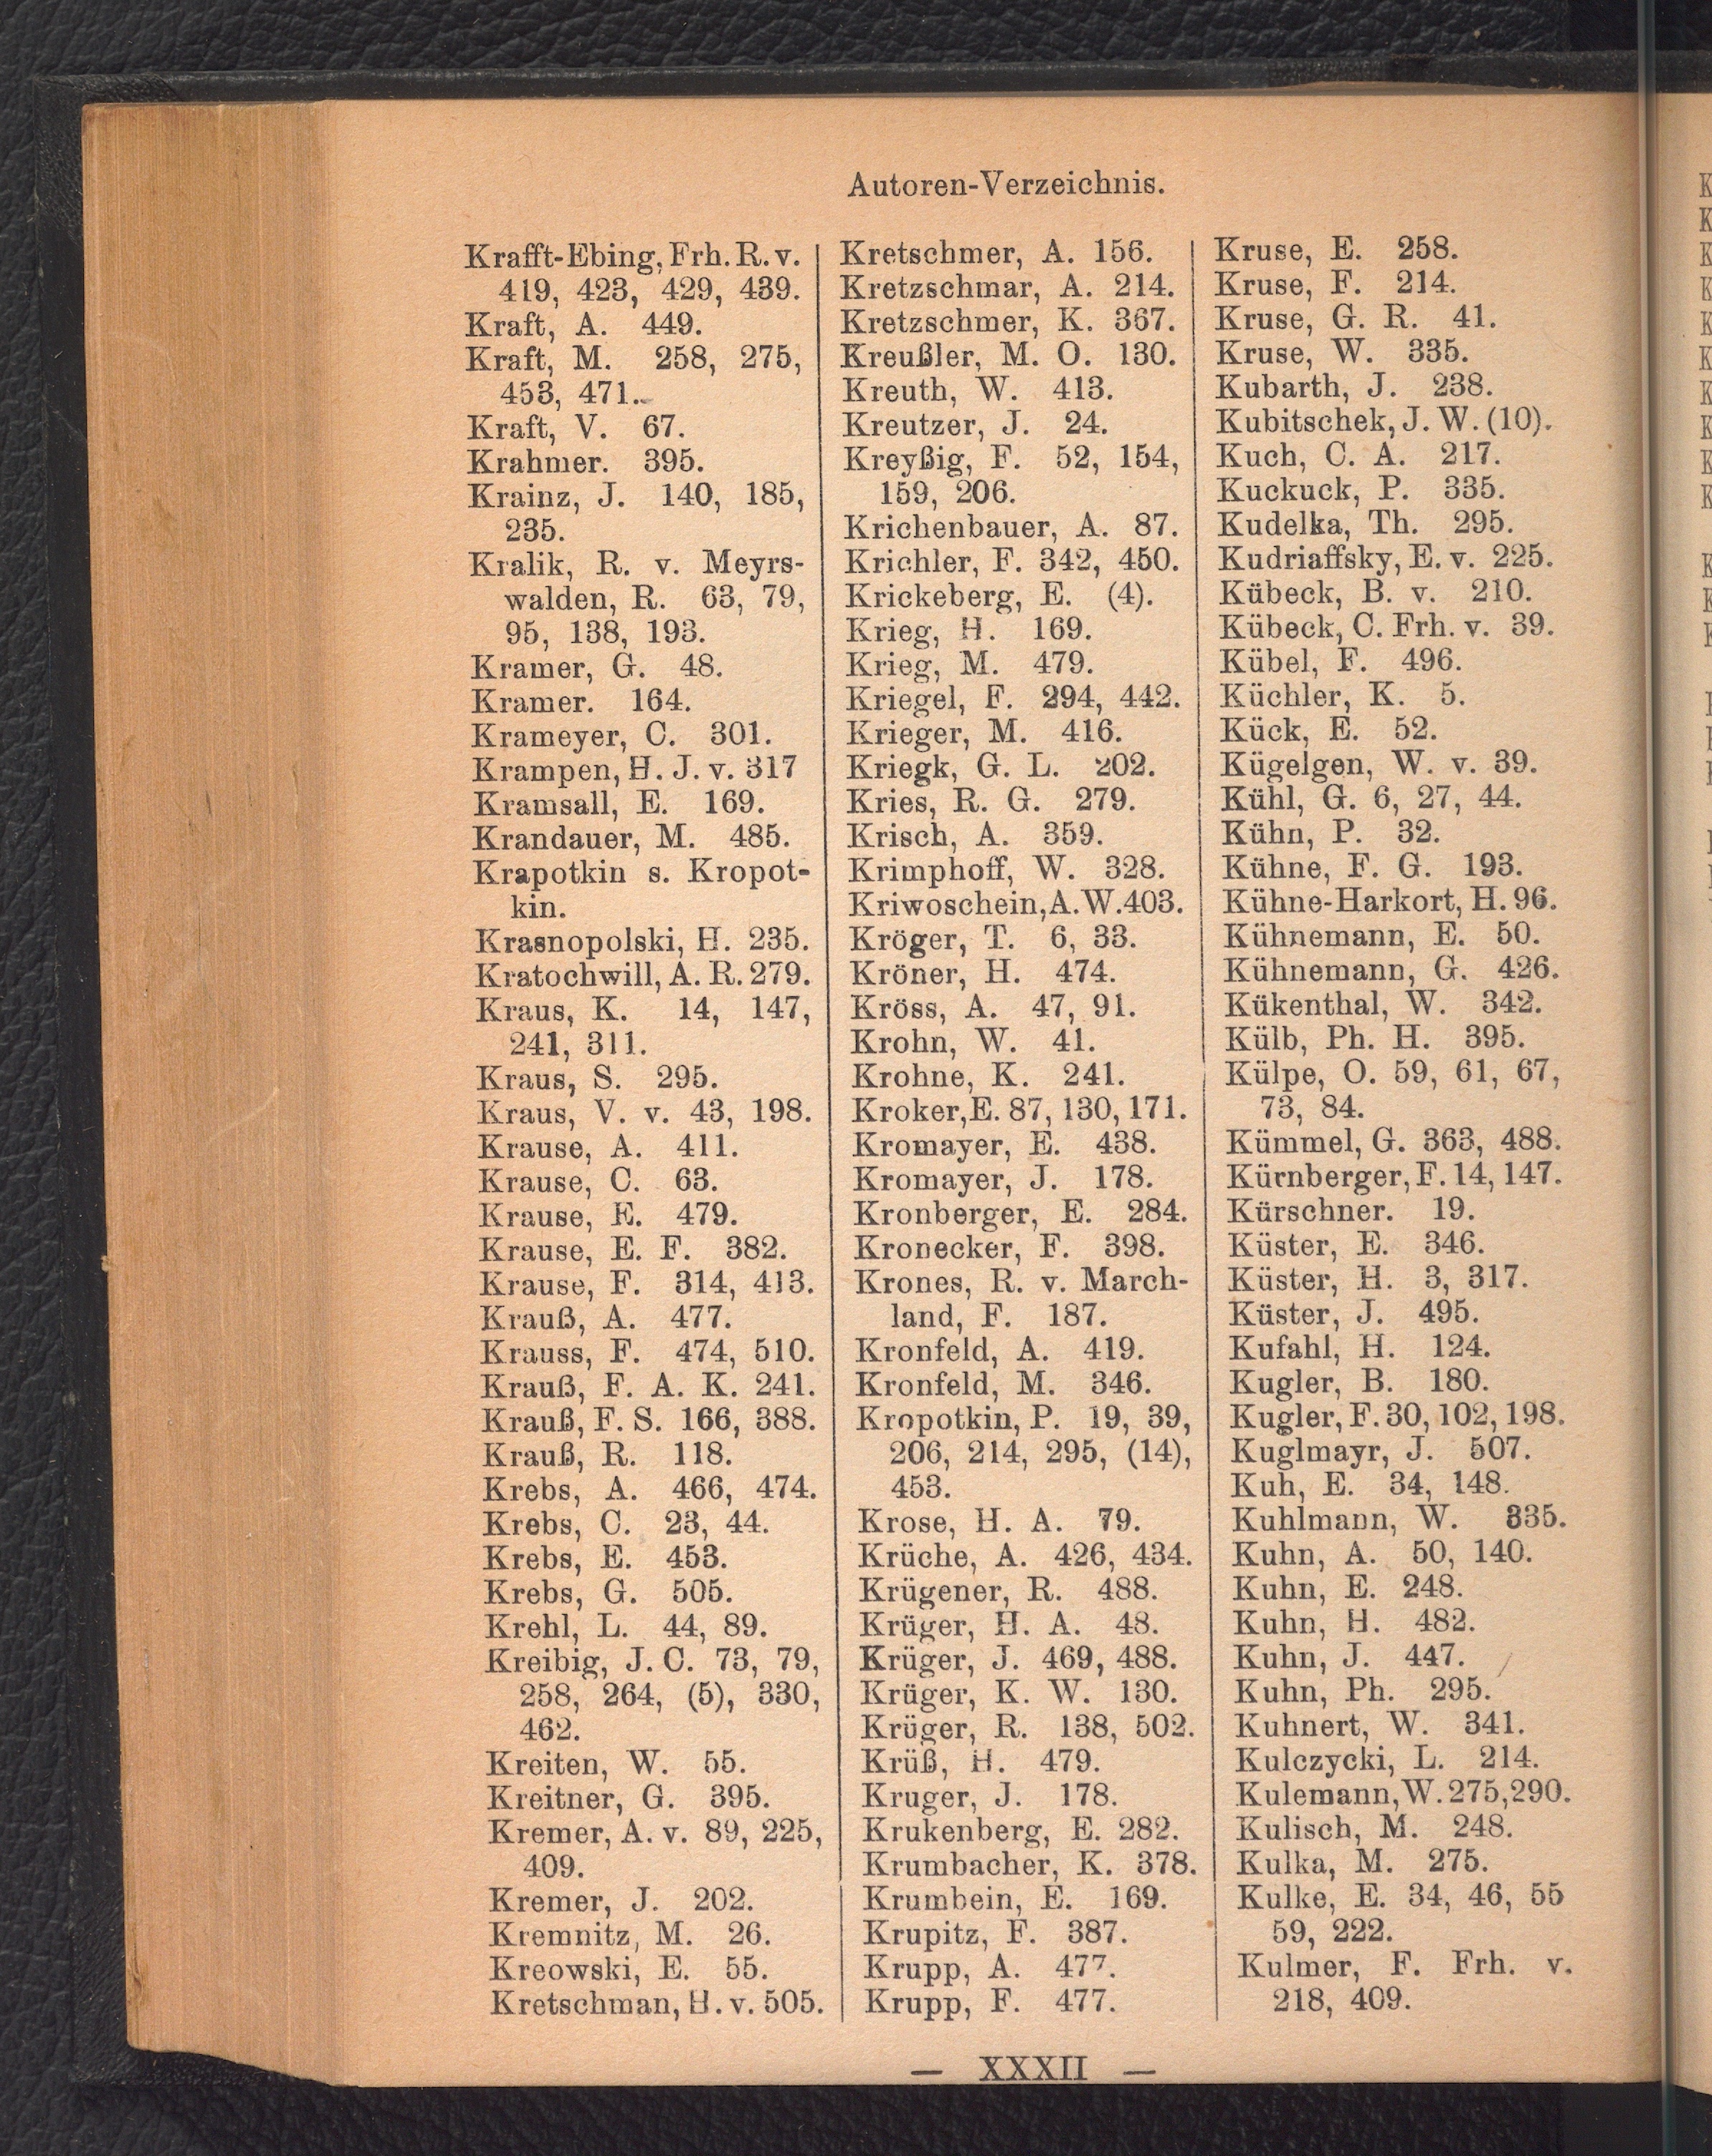 Autoren-Verzeichnis.
Krafft-Ebing, Frh. R. v.
419, 423, 429, 439.
Kraft, A. 449.
Kraft, M. 258, 275,
453, 471.
Kraft, V. 67.
Krahmer. 395.
Krainz, J. 140, 185,
235.
Kralik, R. v. Meyrs-
walden, R. 63, 79,
95, 138, 193.
Kramer, G. 48.
Kramer. 164.
Krameyer, C. 301.
Krampen, H. J. v. 317
Kramsall, E. 169.
Krandauer, M. 485.
Krapotkin s. Kropot-
kin.
Krasnopolski, H. 235.
Kratochwill, A. R. 279.
Kraus, K. 14, 147,
241, 311.
Kraus, S. 295.
Kraus, V. v. 43, 198.
Krause, A. 411.
Krause, C. 63.
Krause, E. 479.
Krause, E. F. 382.
Krause, F. 314, 413.
Krauß, A. 477.
Krauss, F. 474, 510.
Krauß, F. A. K. 241.
Krauß, F. S. 166, 388.
Krauß, R. 118.
Krebs, A. 466, 474.
Krebs, C. 23, 44.
Krebs, E. 453.
Krebs, G. 505.
Krehl, L. 44, 89.
Kreibig, J. C. 73, 79,
258, 264, (5), 330,
462.
Kreiten, W. 55.
Kreitner, G. 395.
Kremer, A. v. 89, 225,
409.
Kremer, J. 202.
Kremnitz, M. 26.
Kreowski, E. 55.
Kretschman, H. v. 505.
Kretschmer, A. 156.
Kretzschmar, A. 214.
Kretzschmer, K. 367.
Kreußler, M. O. 130.
Kreuth, W. 413.
Kreutzer, J. 24.
Kreyßig, F. 52, 154,
159, 206.
Krichenbauer, A. 87.
Krichler, F. 342, 450.
Krickeberg, E. (4).
Krieg, H. 169.
Krieg, M. 479.
Kriegel, F. 294, 442.
Krieger, M. 416.
Kriegk, G. L. 202.
Kries, R. G. 279.
Krisch, A. 359.
Krimphoff, W. 328.
Kriwoschein, A. W. 403.
Kröger, T. 6, 33.
Kröner, H. 474.
Kröss, A. 47, 91.
Krohn, W. 41.
Krohne, K. 241.
Kroker, E. 87, 130, 171.
Kromayer, E. 438.
Kromayer, J. 178.
Kronberger, E. 284.
Kronecker, F. 398.
Krones, R. v. March-
land, F. 187.
Kronfeld, A. 419.
Kronfeld, M. 346.
Kropotkin, P. 19, 39,
206, 214, 295, (14),
453.
Krose, H. A. 79.
Krüche, A. 426, 434.
Krügener, R. 488.
Krüger, H. A. 48.
Krüger, J. 469, 488.
Krüger, K. W. 130.
Krüger, R. 138, 502.
Krüß, H. 479.
Kruger, J. 178.
Krukenberg, E. 282.
Krumbacher, K. 378.
Krumbein, E. 169.
Krupitz, F. 387.
Krupp, A. 477.
Krupp, F. 477.
Kruse, E. 258.
Kruse, F. 214.
Kruse, G. R. 41.
Kruse, W. 335.
Kubarth, J. 238.
Kubitschek, J. W. (10).
Kuch, C. A. 217.
Kuckuck, P. 335.
Kudelka, Th. 295.
Kudriaffsky, E. v. 225.
Kübeck, B. v. 210.
Kübeck, C. Frh. v. 39.
Kübel, F. 496.
Küchler, K. 5.
Kück, E. 52.
Kügelgen, W. v. 39.
Kühl, G. 6, 27, 44.
Kühn, P. 32.
Kühne, F. G. 193.
Kühne-Harkort, H. 96.
Kühnemann, E. 50.
Kühnemann, G. 426.
Kükenthal, W. 342.
Külb, Ph. H. 395.
Külpe, O. 59, 61, 67,
73, 84.
Kümmel, G. 363, 488.
Kürnberger, F. 14, 147.
Kürschner. 19.
Küster, E. 346.
Küster, H. 3, 317.
Küster, J. 495.
Kufahl, H. 124.
Kugler, B. 180.
Kugler, F. 30, 102, 198.
Kuglmayr, J. 507.
Kuh, E. 34, 148.
Kuhlmann, W. 335.
Kuhn, A. 50, 140.
Kuhn, E. 248.
Kuhn, H. 482.
Kuhn, J. 447.
Kuhn, Ph. 295.
Kuhnert, W. 341.
Kulczycki, L. 214.
Kulemann, W. 275, 290.
Kulisch, M. 248.
Kulka, M. 275.
Kulke, E. 34, 46, 55
59, 222.
Kulmer, F. Frh. v.
218, 409.
— XXXII —